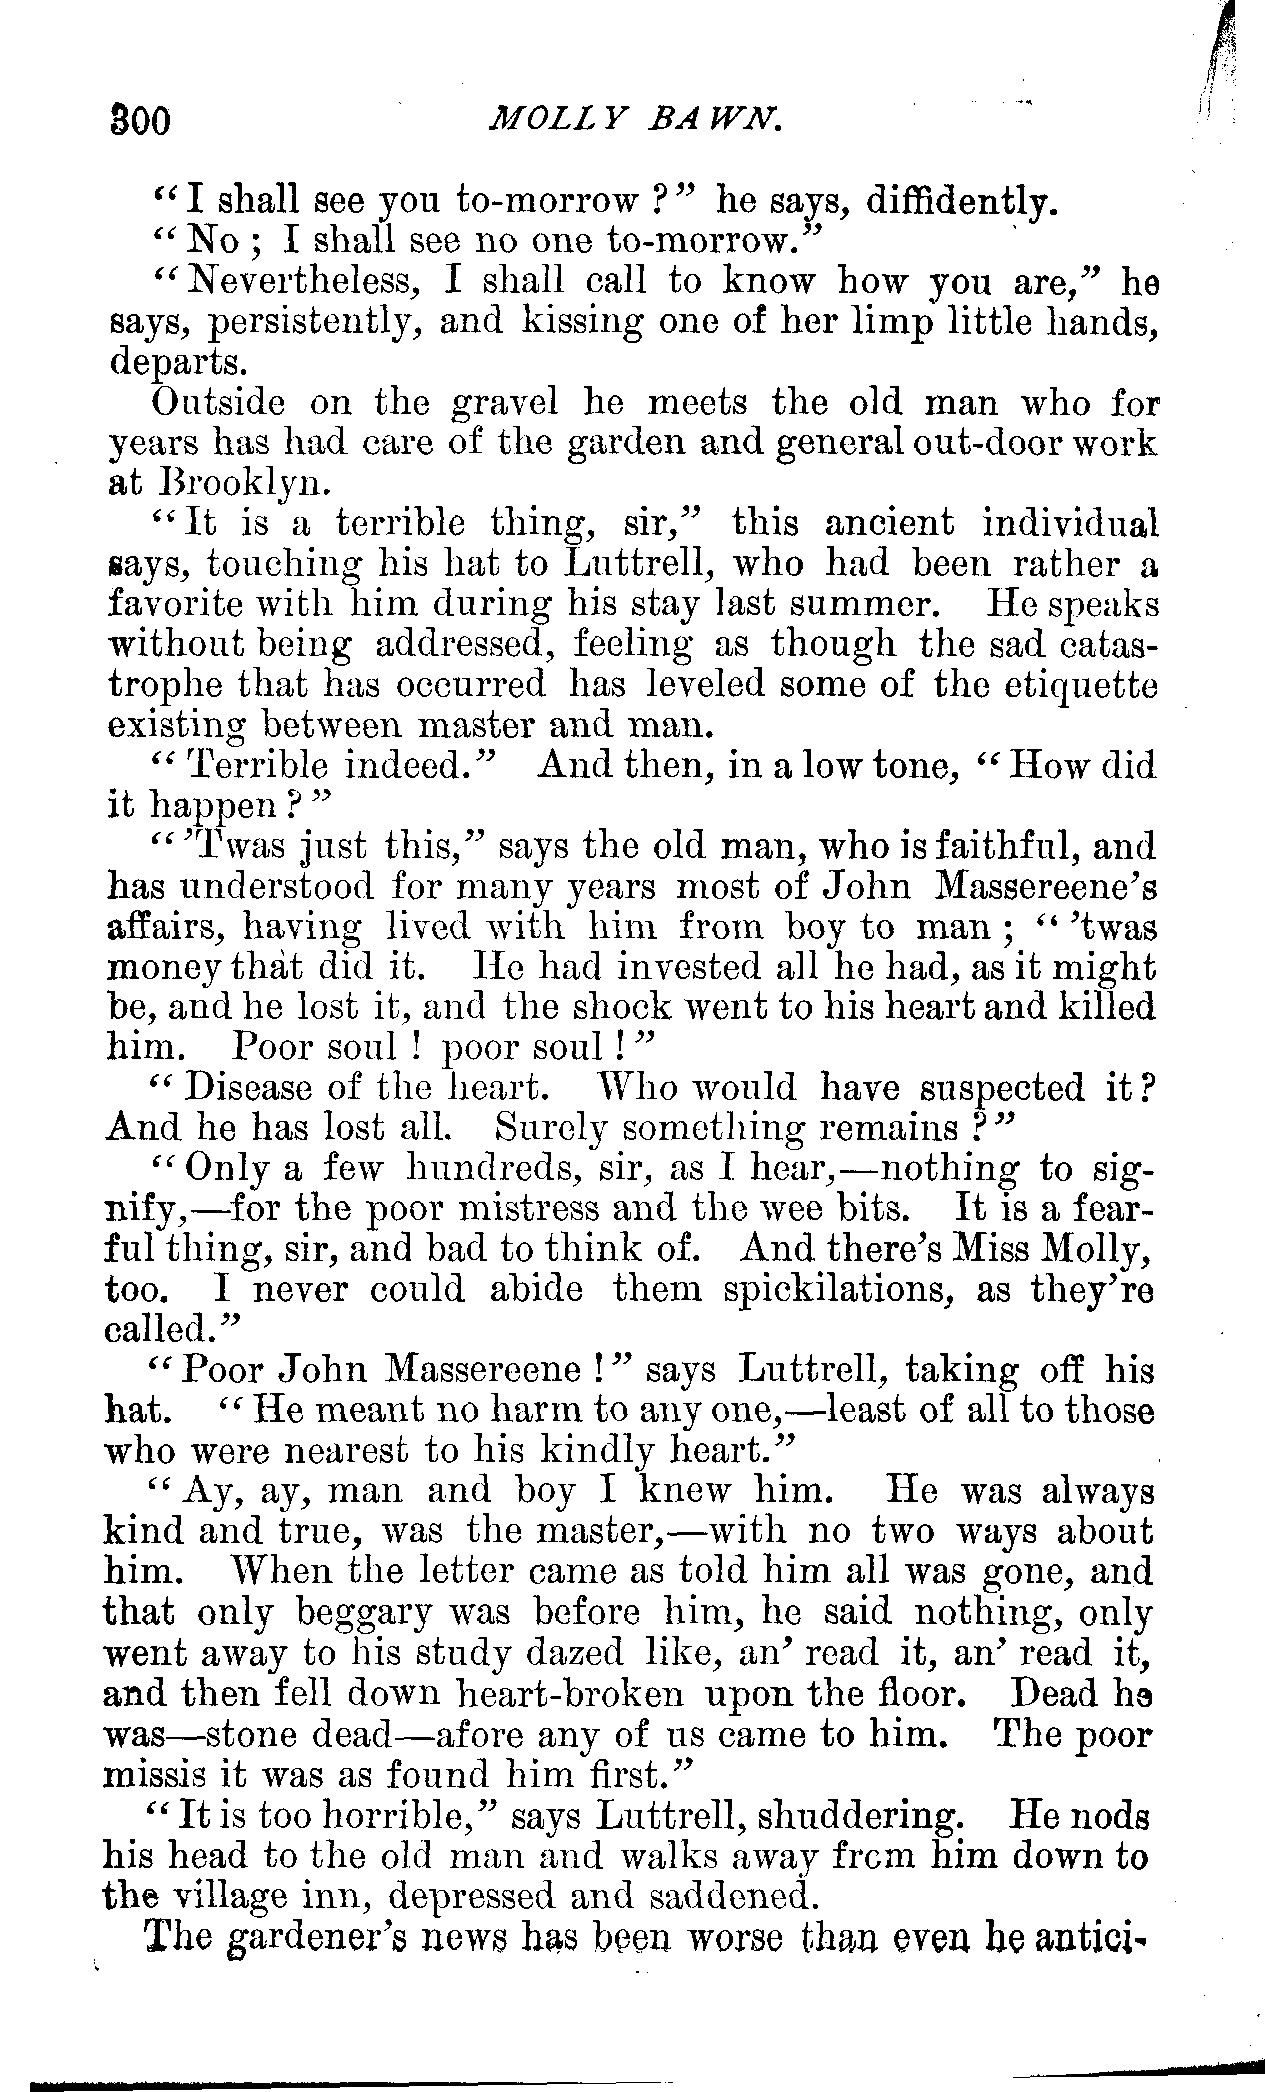 300 MOLLY BAWN.
"I shall see you to-morrow?" he says, diffidently.
"No; I shall see no one to-morrow."
"Nevertheless, I shall call to know how you are," he
says, persistently, and kissing one of her limp little hands,
departs.
Outside on the gravel he meets the old man who for
years has had care of the garden and general out-door work
at Brooklyn.
"It is a terrible thing, sir," this ancient individual
says, touching his hat to Luttrell, who had been rather a
favorite with him during his stay last summer. He speaks
without being addressed, feeling as though the sad catas-
trophe that has occurred has leveled some of the etiquette
existing between master and man.
"Terrible indeed." And then, in a low tone, "How did
it happen?"
"'Twas just this," says the old man, who is faithful, and
has understood for many years most of John Massereene's
affairs, having lived with him from boy to man; "'twas
money that did it. He had invested all he had, as it might
be, and he lost it, and the shock went to his heart and killed
him. Poor soul! poor soul!"
"Disease of the heart. Who would have suspected it?
And he has lost all. Surely something remains?"
"Only a few hundreds, sir, as I hear,—nothing to sig-
nify,—for the poor mistress and the wee bits. It is a fear-
ful thing, sir, and bad to think of. And there's Miss Molly,
too. I never could abide them spickilations, as they're
called."
"Poor John Massereene!" says Luttrell, taking off his
hat. "He meant no harm to any one,—least of all to those
who were nearest to his kindly heart."
"Ay, ay, man and boy I knew him. He was always
kind and true, was the master,—with no two ways about
him. When the letter came as told him all was gone, and
that only beggary was before him, he said nothing, only
went away to his study dazed like, an' read it, an' read it,
and then fell down heart-broken upon the floor. Dead he
was—stone dead—afore any of us came to him. The poor
missis it was as found him first."
"It is too horrible," says Luttrell, shuddering. He nods
his head to the old man and walks away from him down to
the village inn, depressed and saddened.
The gardener's news has been worse than even he antici-